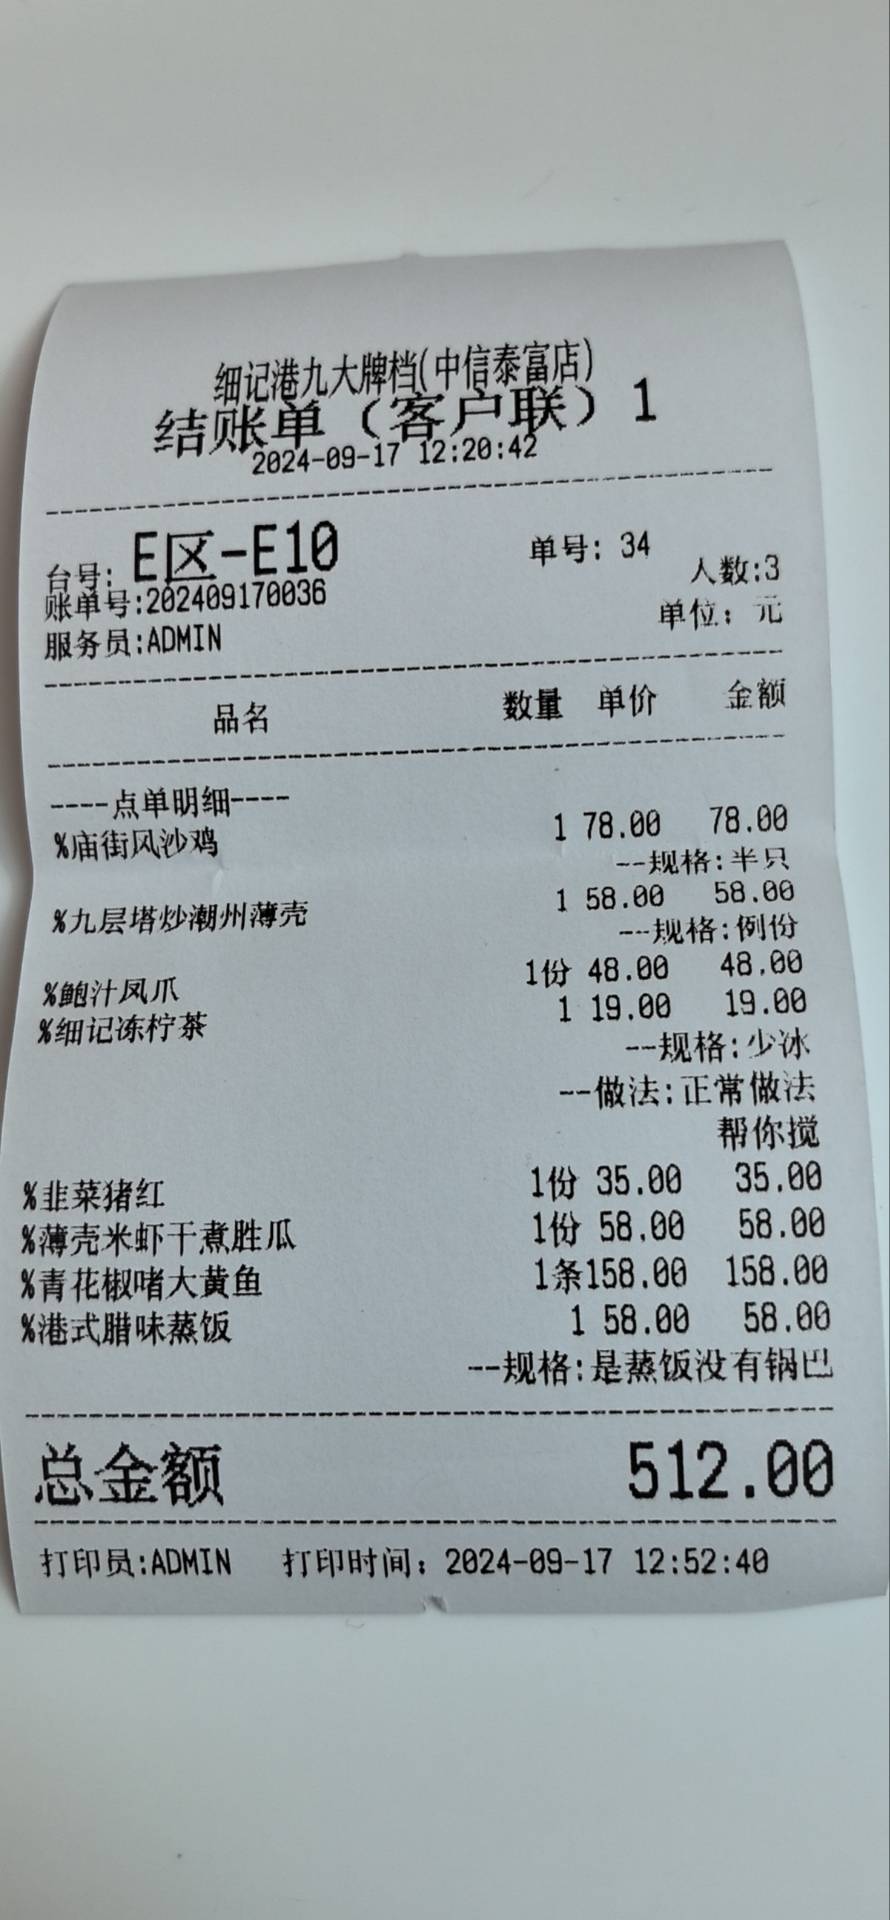 细记港九大牌档(中信泰富店)
结账单（客户联）1
2024-09-17 12:20:42
台号: E区-E10 单号: 34
账单号:202409170036 人数:3
服务员:ADMIN 单位: 元
品名 数量 单价 金额
----点单明细----
%庙街风沙鸡 1 78.00 78.00
--规格:半只
%九层塔炒潮州薄壳 1 58.00 58.00
--规格:例份
%鲍汁凤爪 1份 48.00 48.00
%细记冻柠茶 1 19.00 19.00
--规格:少冰
--做法:正常做法
帮你搅
%韭菜猪红 1份 35.00 35.00
%薄壳米虾干煮胜瓜 1份 58.00 58.00
%青花椒啫大黄鱼 1条158.00 158.00
%港式腊味蒸饭 1 58.00 58.00
--规格:是蒸饭没有锅巴
总金额 512.00
打印员:ADMIN 打印时间: 2024-09-17 12:52:40